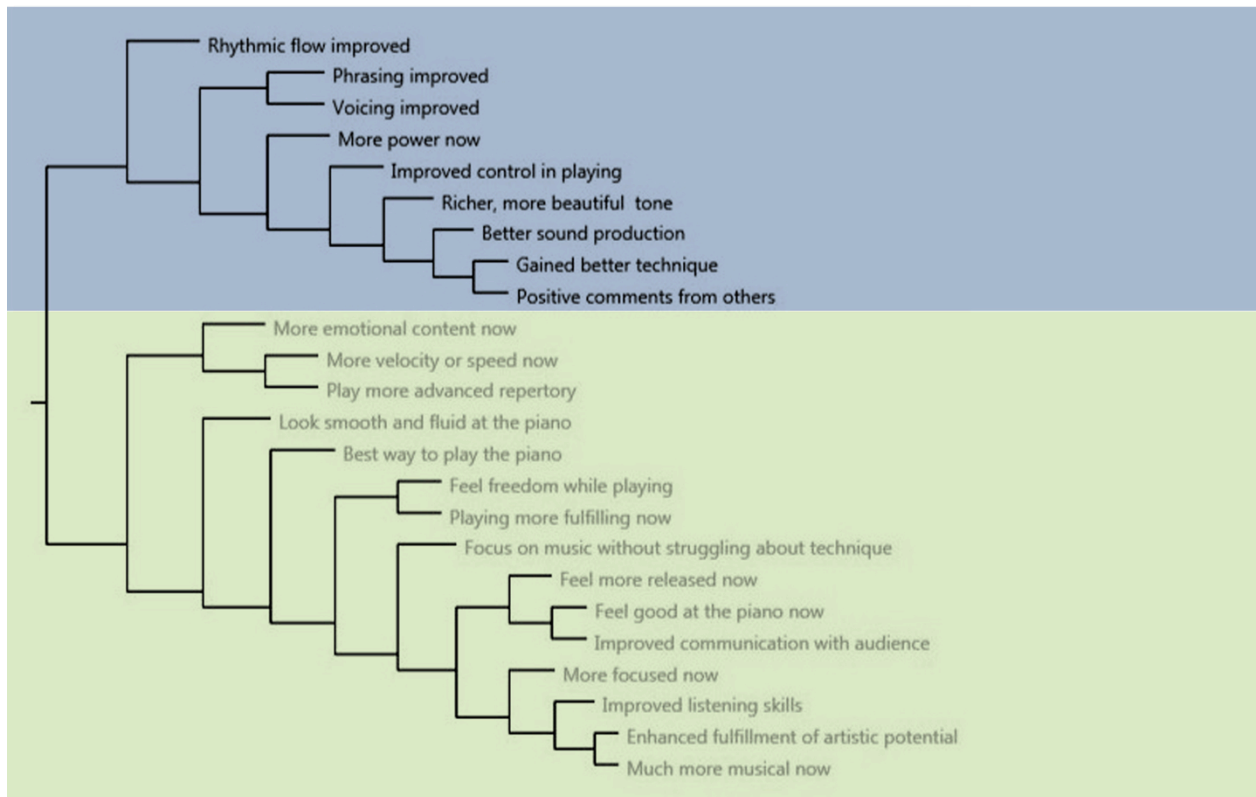 Rhythmic flow improved
Phrasing improved
Voicing improved
More power now
Improved control in playing
Richer, more beautiful tone
Better sound production
Gained better technique
Positive comments from others
More emotional content now
More velocity or speed now
Play more advanced repertory
Look smooth and fluid at the piano
Best way to play the piano
Feel freedom while playing
Playing more fulfilling now
Focus on music without struggling about technique
Feel more released now
Feel good at the piano now
Improved communication with audience
More focused now
Improved listening skills
Enhanced fulfillment of artistic potential
Much more musical now